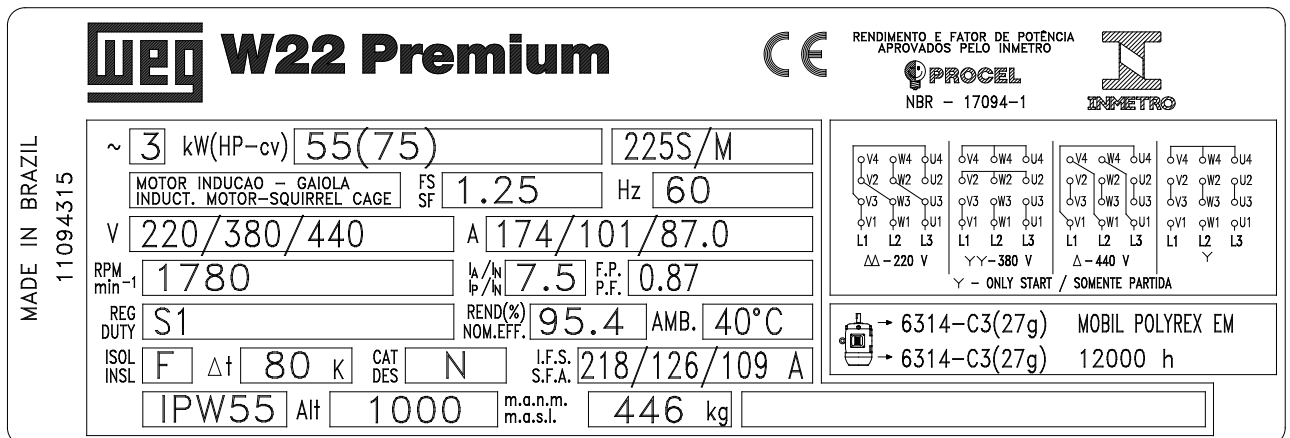 WEG W22 Premium
CE
RENDIMENTO E FATOR DE POTÊNCIA
APROVADOS PELO INMETRO
PROCEL
NBR - 17094-1
INMETRO
MADE IN BRAZIL
11094315
~ 3 kW(HP-cv) 55(75) 225S/M
MOTOR INDUCAO - GAIOLA
INDUCT. MOTOR-SQUIRREL CAGE
FS
SF
1.25 Hz 60
V 220/380/440 A 174/101/87.0
RPM
min-1
1780
IA/IN
IP/IN
7.5
F.P.
P.F.
0.87
REG
DUTY
S1
REND(%)
NOM.EFF.
95.4 AMB. 40°C
ISOL
INSL
F Δt 80 K
CAT
DES
N
I.F.S.
S.F.A.
218/126/109 A
IPW55 Alt 1000
m.a.n.m.
m.a.s.l.
446 kg
V4 W4 U4 V4 W4 U4 V4 W4 U4 V4 W4 U4
V2 W2 U2 V2 W2 U2 V2 W2 U2 V2 W2 U2
V3 W3 U3 V3 W3 U3 V3 W3 U3 V3 W3 U3
V1 W1 U1 V1 W1 U1 V1 W1 U1 V1 W1 U1
L1 L2 L3 L1 L2 L3 L1 L2 L3 L1 L2 L3
ΔΔ-220 V YY-380 V Δ-440 V Y
Y - ONLY START / SOMENTE PARTIDA
→ 6314-C3(27g) MOBIL POLYREX EM
→ 6314-C3(27g) 12000 h